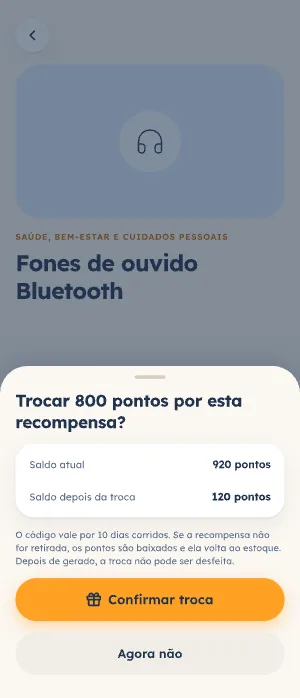 SAÚDE, BEM-ESTAR E CUIDADOS PESSOAIS
Fones de ouvido
Bluetooth
Trocar 800 pontos por esta
recompensa?
Saldo atual 920 pontos
Saldo depois da troca 120 pontos
O código vale por 10 dias corridos. Se a recompensa não
for retirada, os pontos são baixados e ela volta ao estoque.
Depois de gerado, a troca não pode ser desfeita.
Confirmar troca
Agora não